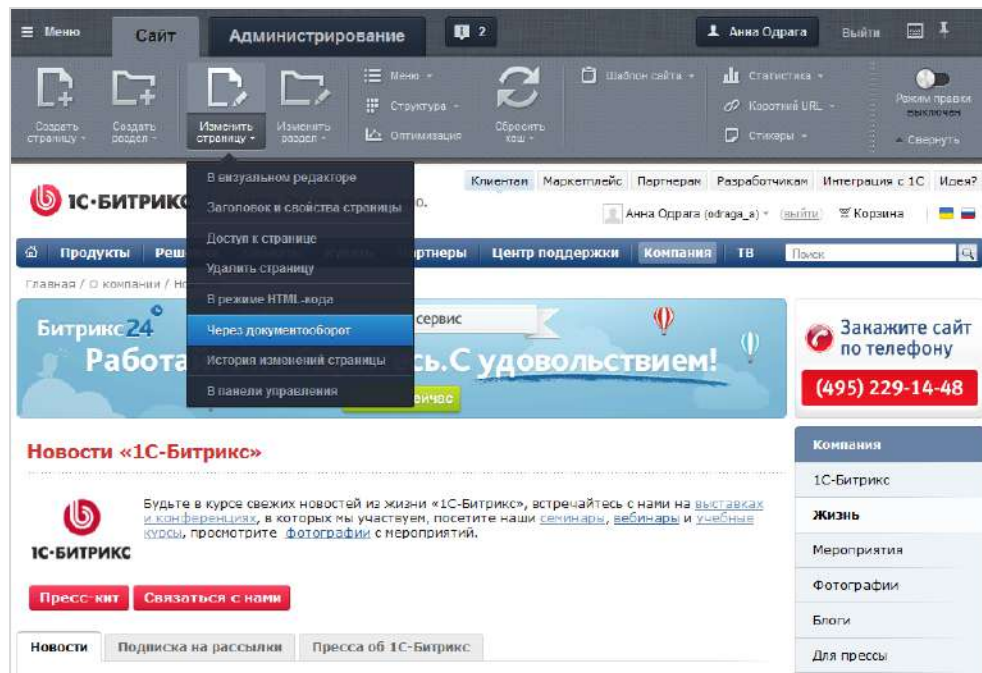 Меню Сайт Администрирование 2 Анна Одрага Выйти
Создать страницу
Создать раздел
Изменить страницу
Изменить раздел
Меню
Структура
Оптимизация
Сбросить кэш
Шаблон сайта
Статистика
Короткий URL
Стикеры
Режим правки
выключен
Свернуть
В визуальном редакторе
Заголовок и свойства страницы
Доступ к странице
Удалить страницу
В режиме HTML-кода
Через документооборот
История изменений страницы
В панели управления
1С·БИТРИКС
Клиентам Маркетплейс Партнерам Разработчикам Интеграция с 1С Идея?
Анна Одрага (odraga_a) (выйти) Корзина
Продукты Центр поддержки Компания ТВ Поиск
Главная / О компании /
Битрикс24 сервис
С удовольствием!
Закажите сайт
по телефону
(495) 229-14-48
Новости «1С-Битрикс»
1С·БИТРИКС
Будьте в курсе свежих новостей из жизни «1С-Битрикс», встречайтесь с нами на выставках
и конференциях, в которых мы участвуем, посетите наши семинары, вебинары и учебные
курсы, просмотрите фотографии с мероприятий.
Пресс-кит Связаться с нами
Новости Подписка на рассылки Пресса об 1С-Битрикс
Компания
1С-Битрикс
Жизнь
Мероприятия
Фотографии
Блоги
Для прессы